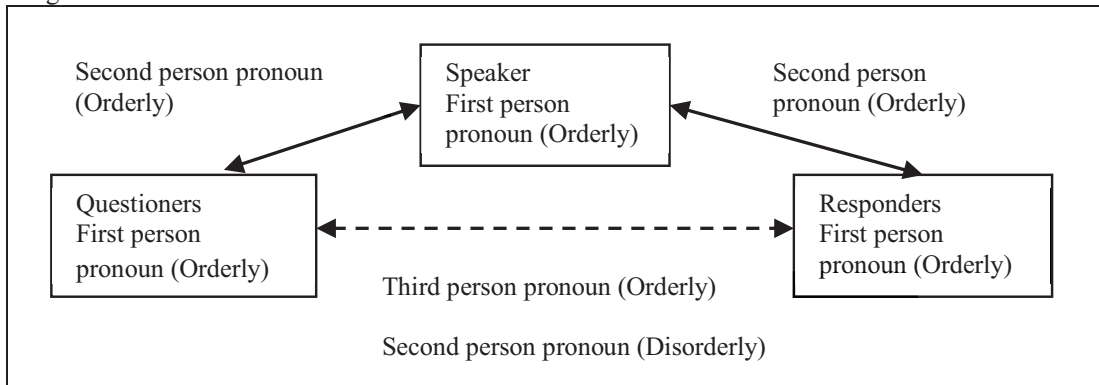 Second person pronoun
(Orderly)
Speaker
First person
pronoun (Orderly)
Second person
pronoun (Orderly)
Questioners
First person
pronoun (Orderly)
Responders
First person
pronoun (Orderly)
Third person pronoun (Orderly)
Second person pronoun (Disorderly)